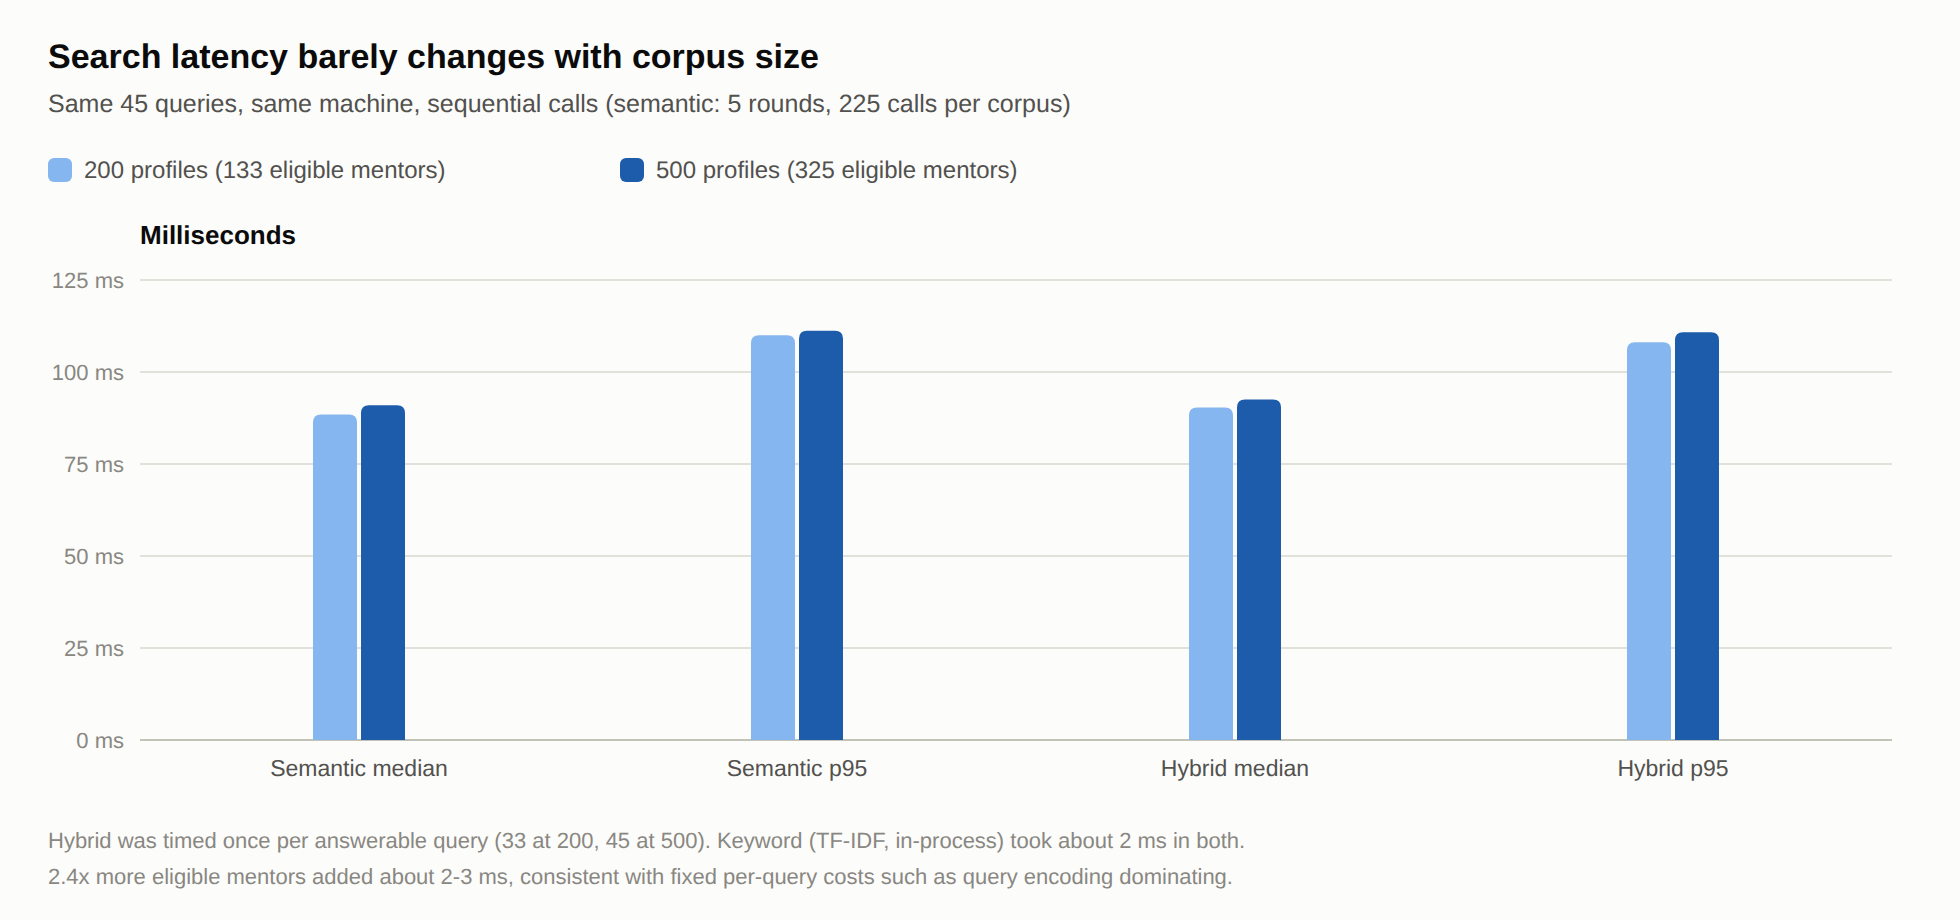 Search latency barely changes with corpus size
Same 45 queries, same machine, sequential calls (semantic: 5 rounds, 225 calls per corpus)
200 profiles (133 eligible mentors)
500 profiles (325 eligible mentors)
Milliseconds
125 ms
100 ms
75 ms
50 ms
25 ms
0 ms
Semantic median
Semantic p95
Hybrid median
Hybrid p95
Hybrid was timed once per answerable query (33 at 200, 45 at 500). Keyword (TF-IDF, in-process) took about 2 ms in both.
2.4x more eligible mentors added about 2-3 ms, consistent with fixed per-query costs such as query encoding dominating.